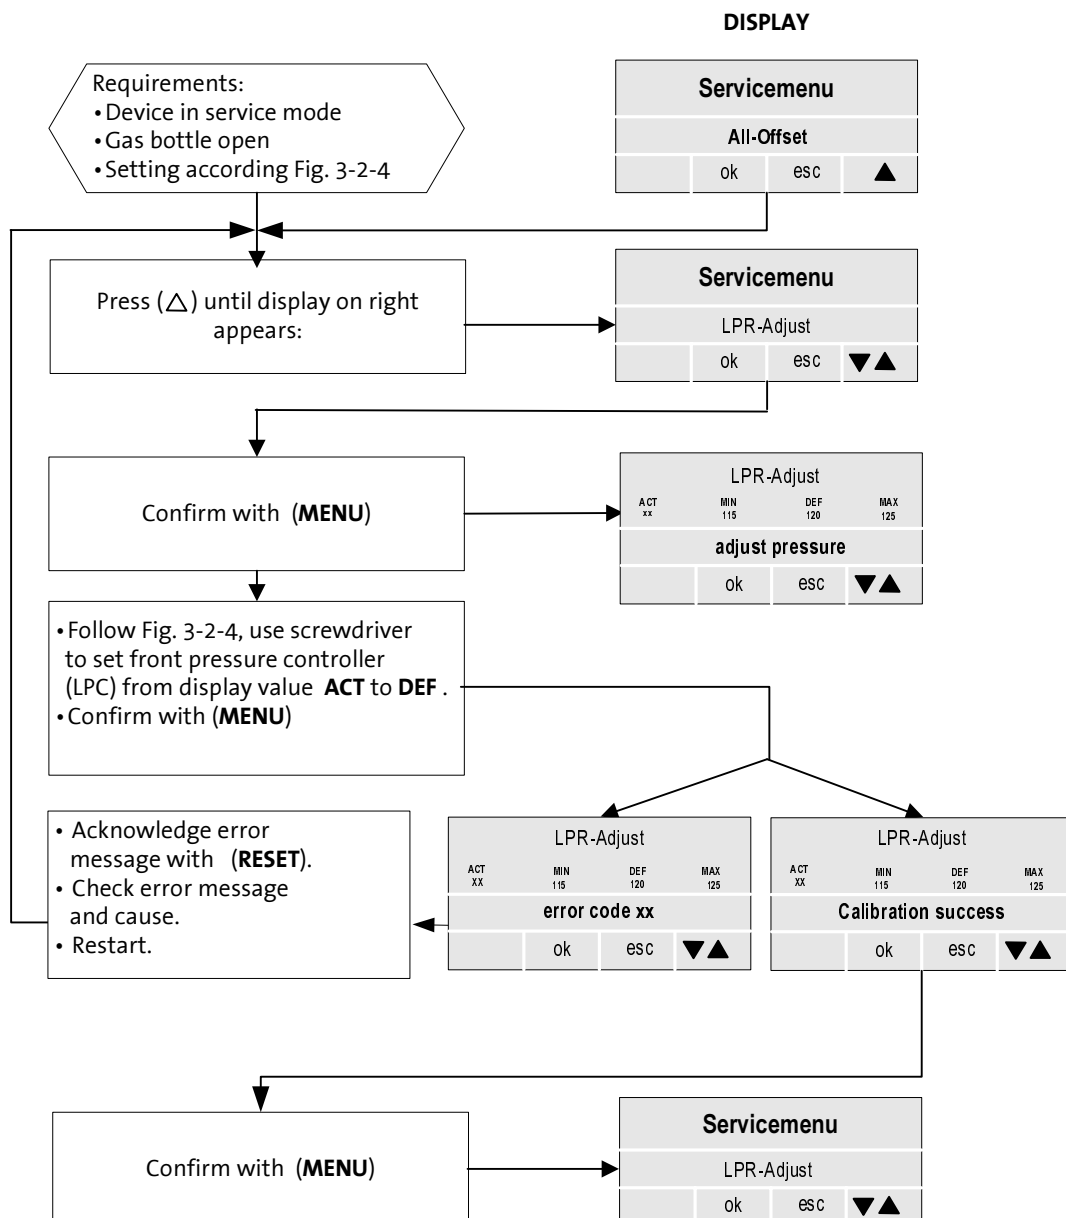 DISPLAY
Requirements:
•Device in service mode
•Gas bottle open
•Setting according Fig. 3-2-4
Servicemenu
All-Offset
ok esc ▲
Press (△) until display on right
appears:
Servicemenu
LPR-Adjust
ok esc ▼▲
Confirm with (MENU)
LPR-Adjust
ACT MIN DEF MAX
xx 115 120 125
adjust pressure
ok esc ▼▲
•Follow Fig. 3-2-4, use screwdriver
to set front pressure controller
(LPC) from display value ACT to DEF .
•Confirm with (MENU)
• Acknowledge error
message with (RESET).
• Check error message
and cause.
• Restart.
LPR-Adjust
ACT MIN DEF MAX
XX 115 120 125
error code xx
ok esc ▼▲
LPR-Adjust
ACT MIN DEF MAX
XX 115 120 125
Calibration success
ok esc ▼▲
Confirm with (MENU)
Servicemenu
LPR-Adjust
ok esc ▼▲